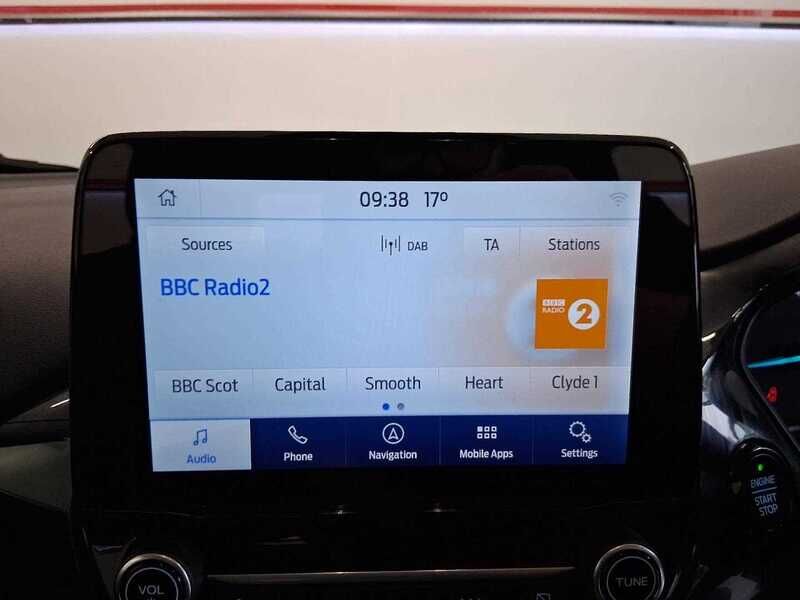 09:38 17°
Sources DAB TA Stations
BBC Radio2
BBC
RADIO 2
BBC Scot Capital Smooth Heart Clyde 1
Audio Phone Navigation Mobile Apps Settings
ENGINE
START
STOP
VOL TUNE